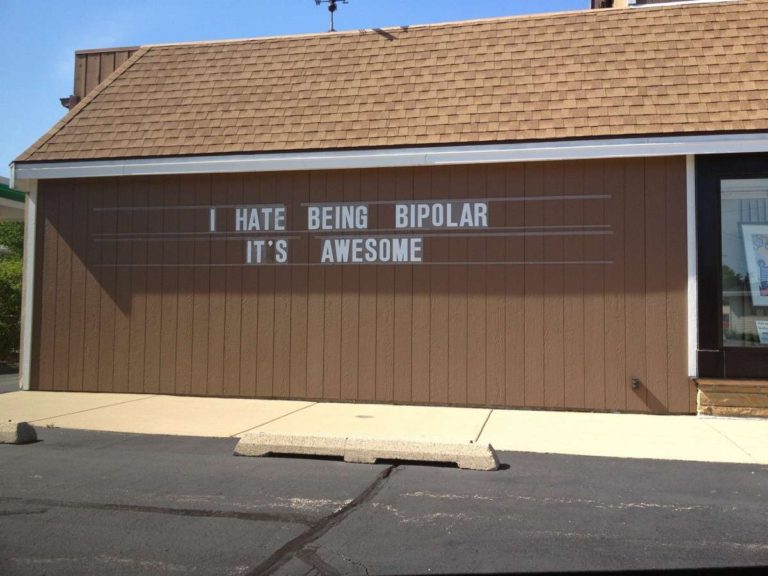 I HATE BEING BIPOLAR
IT'S AWESOME